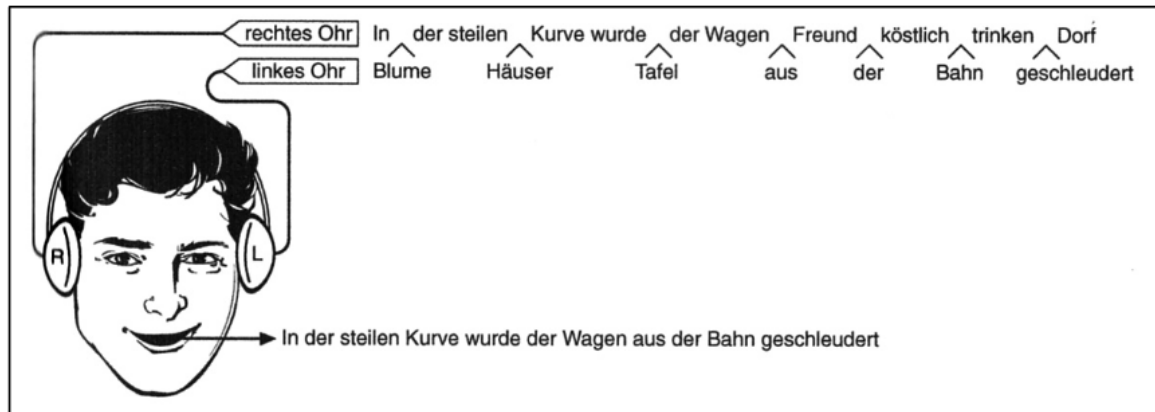 rechtes Ohr In der steilen Kurve wurde der Wagen Freund köstlich trinken Dorf
linkes Ohr Blume Häuser Tafel aus der Bahn geschleudert
R L
In der steilen Kurve wurde der Wagen aus der Bahn geschleudert